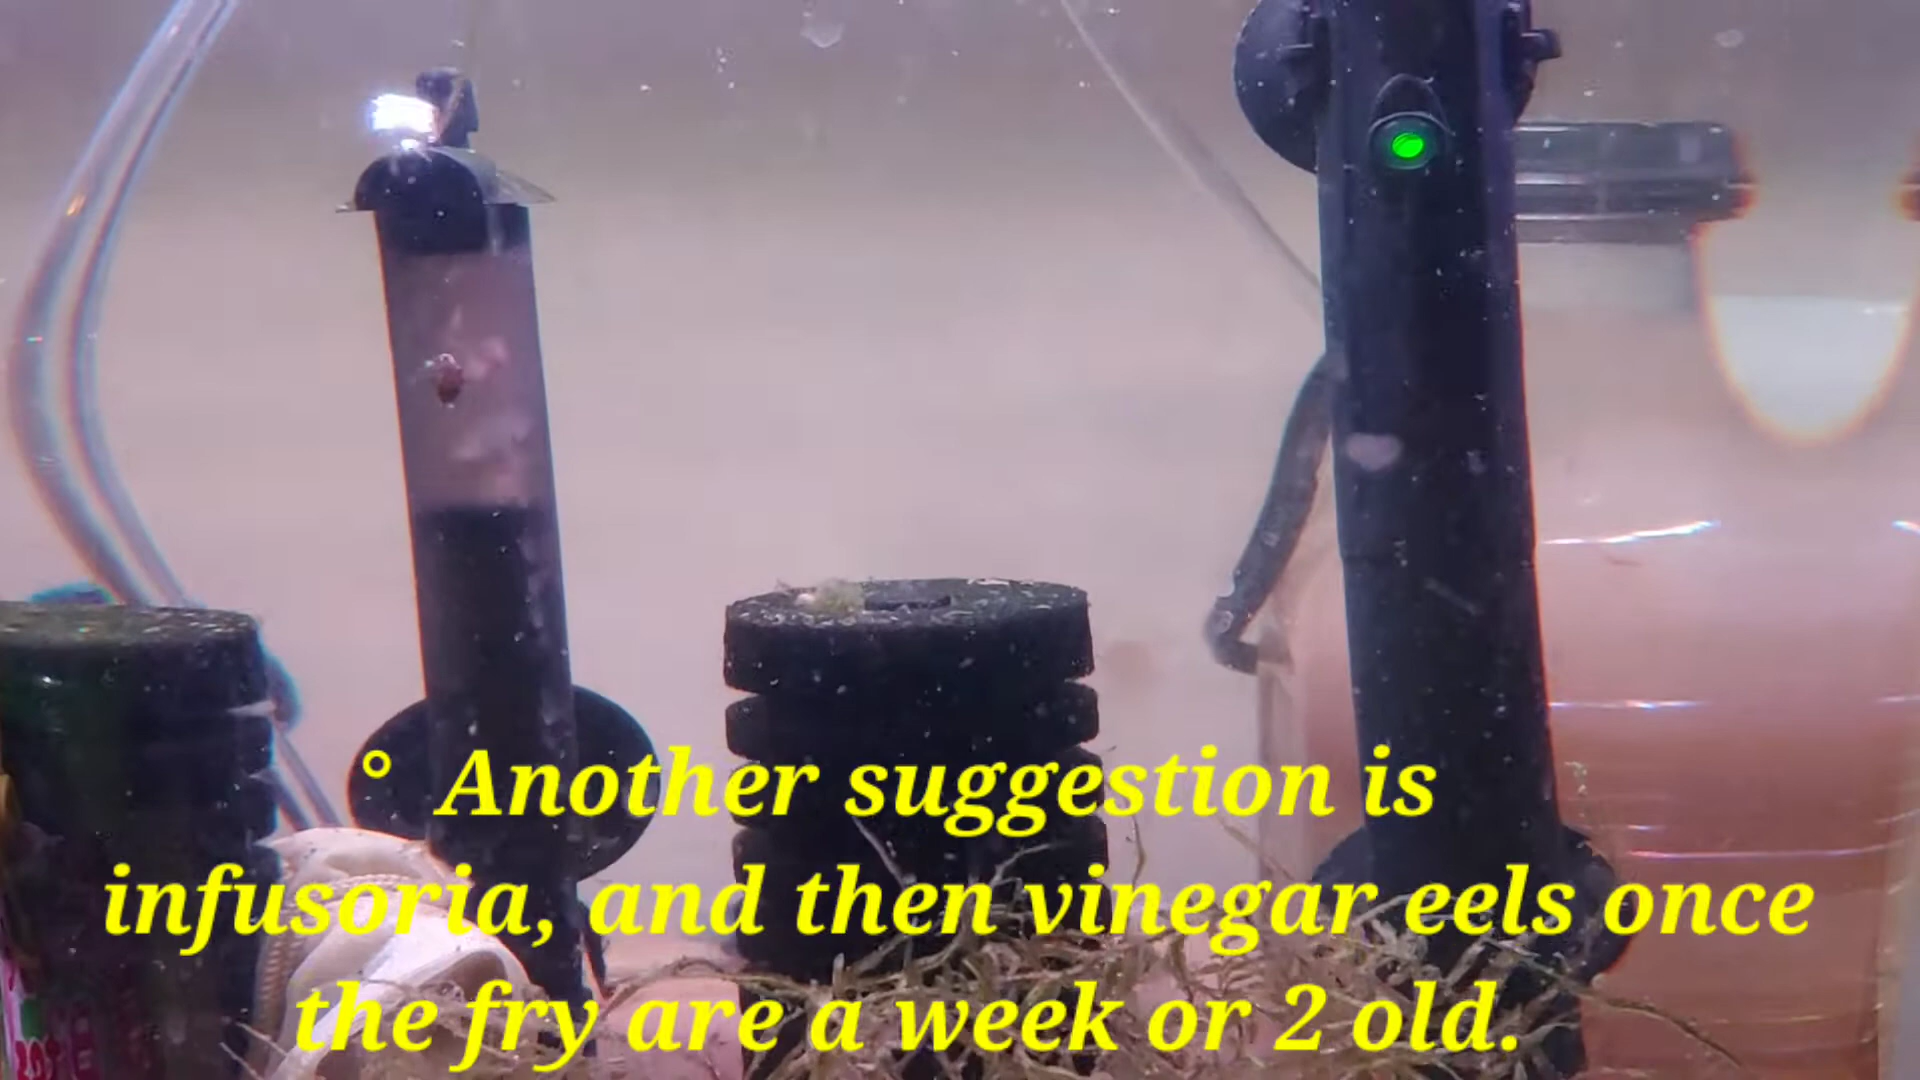 ° Another suggestion is
infusoria, and then vinegar eels once
the fry are a week or 2 old.